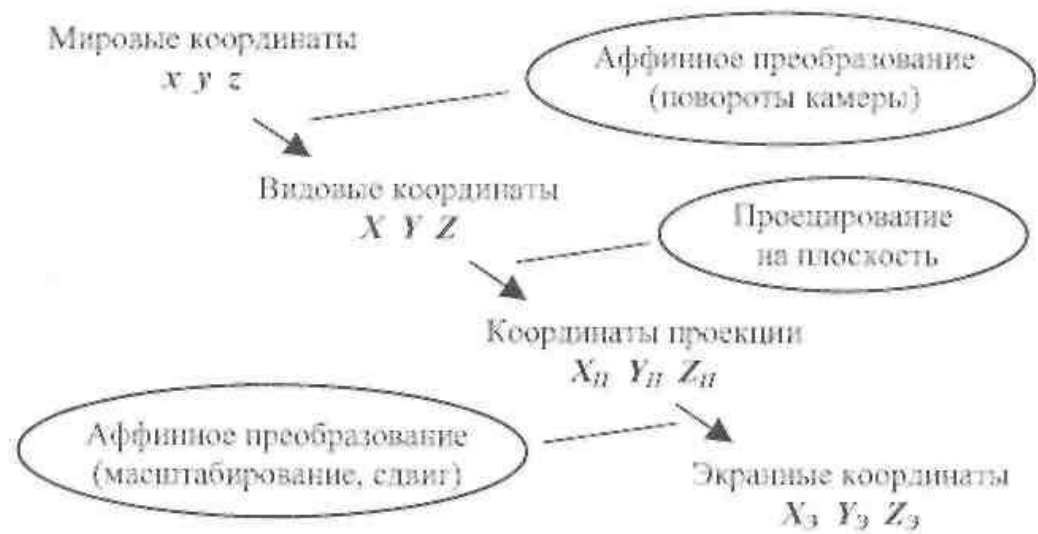 Мировые координаты
x y z
Аффинное преобразование
(повороты камеры)
Видовые координаты
X Y Z
Проецирование
на плоскость
Координаты проекции
Xп Yп Zп
Аффинное преобразование
(масштабирование, сдвиг)
Экранные координаты
Xэ Yэ Zэ